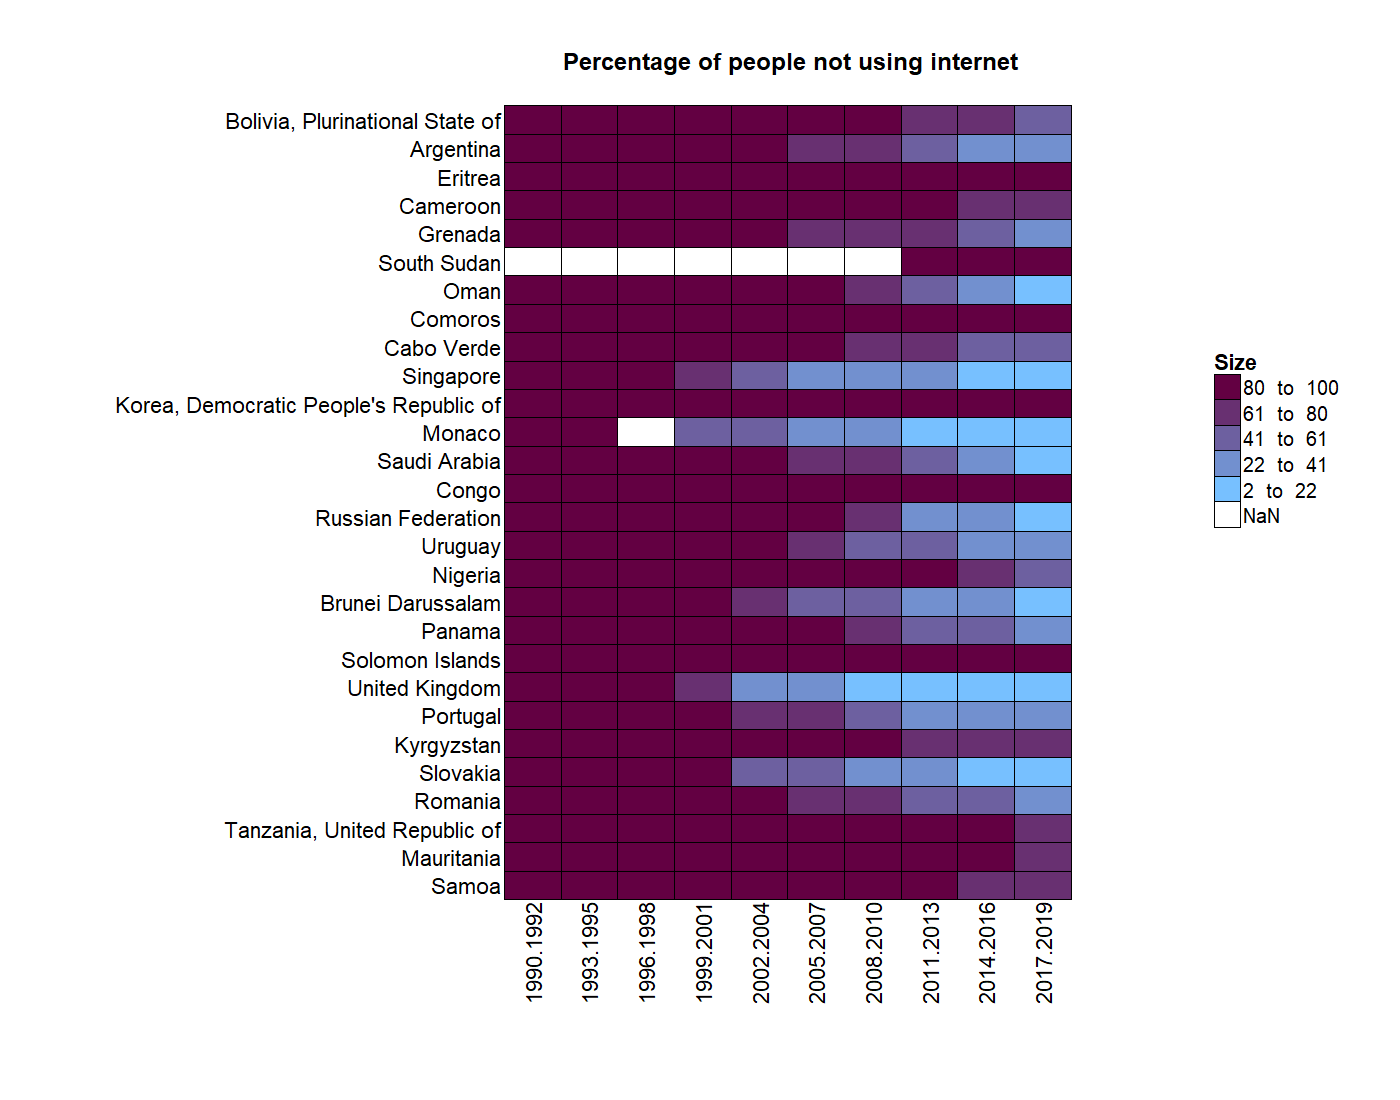 Percentage of people not using internet
Bolivia, Plurinational State of
Argentina
Eritrea
Cameroon
Grenada
South Sudan
Oman
Comoros
Cabo Verde
Singapore
Korea, Democratic People's Republic of
Monaco
Saudi Arabia
Congo
Russian Federation
Uruguay
Nigeria
Brunei Darussalam
Panama
Solomon Islands
United Kingdom
Portugal
Kyrgyzstan
Slovakia
Romania
Tanzania, United Republic of
Mauritania
Samoa
1990.1992
1993.1995
1996.1998
1999.2001
2002.2004
2005.2007
2008.2010
2011.2013
2014.2016
2017.2019
Size
80 to 100
61 to 80
41 to 61
22 to 41
2 to 22
NaN